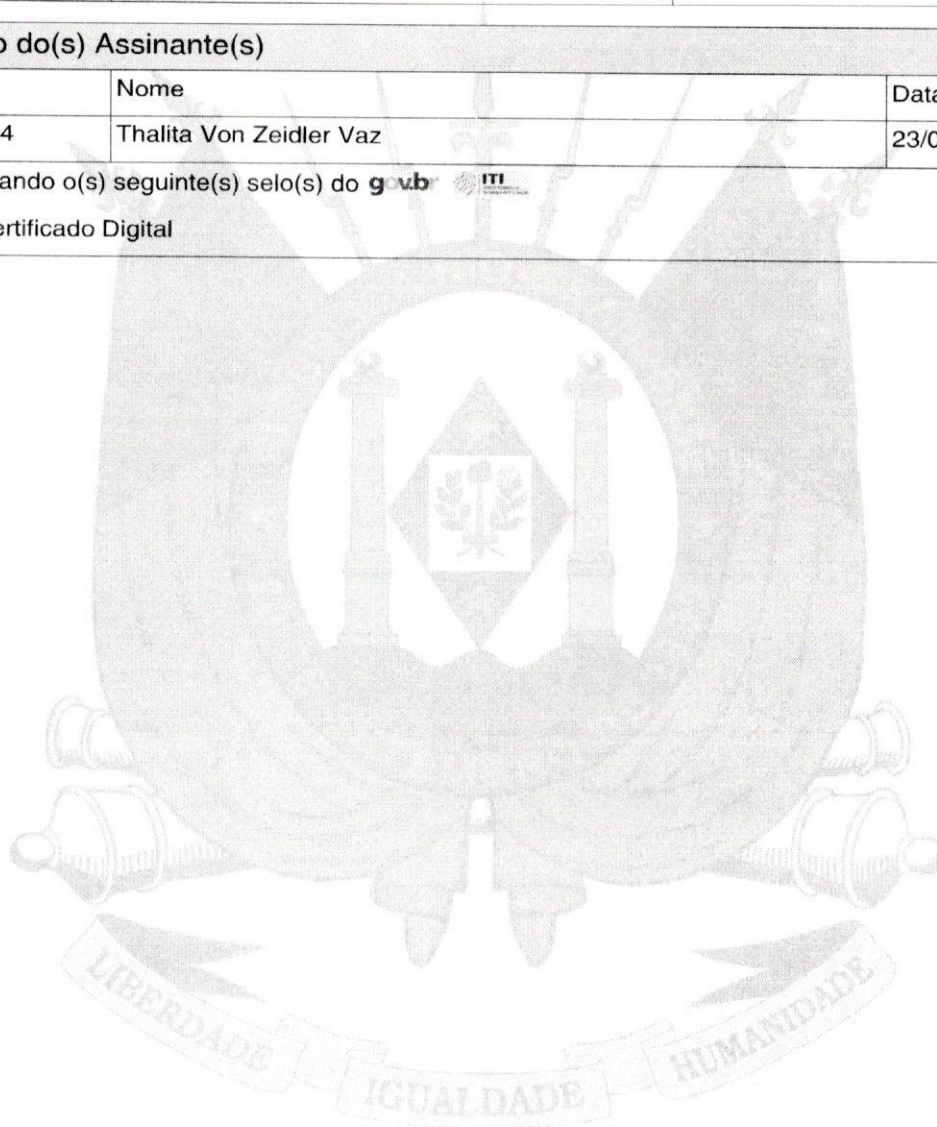 o do(s) Assinante(s)
Nome Data
4 Thalita Von Zeidler Vaz 23/0
ando o(s) seguinte(s) selo(s) do gov.br ITI
ertificado Digital
LIBERDADE IGUALDADE HUMANIDADE